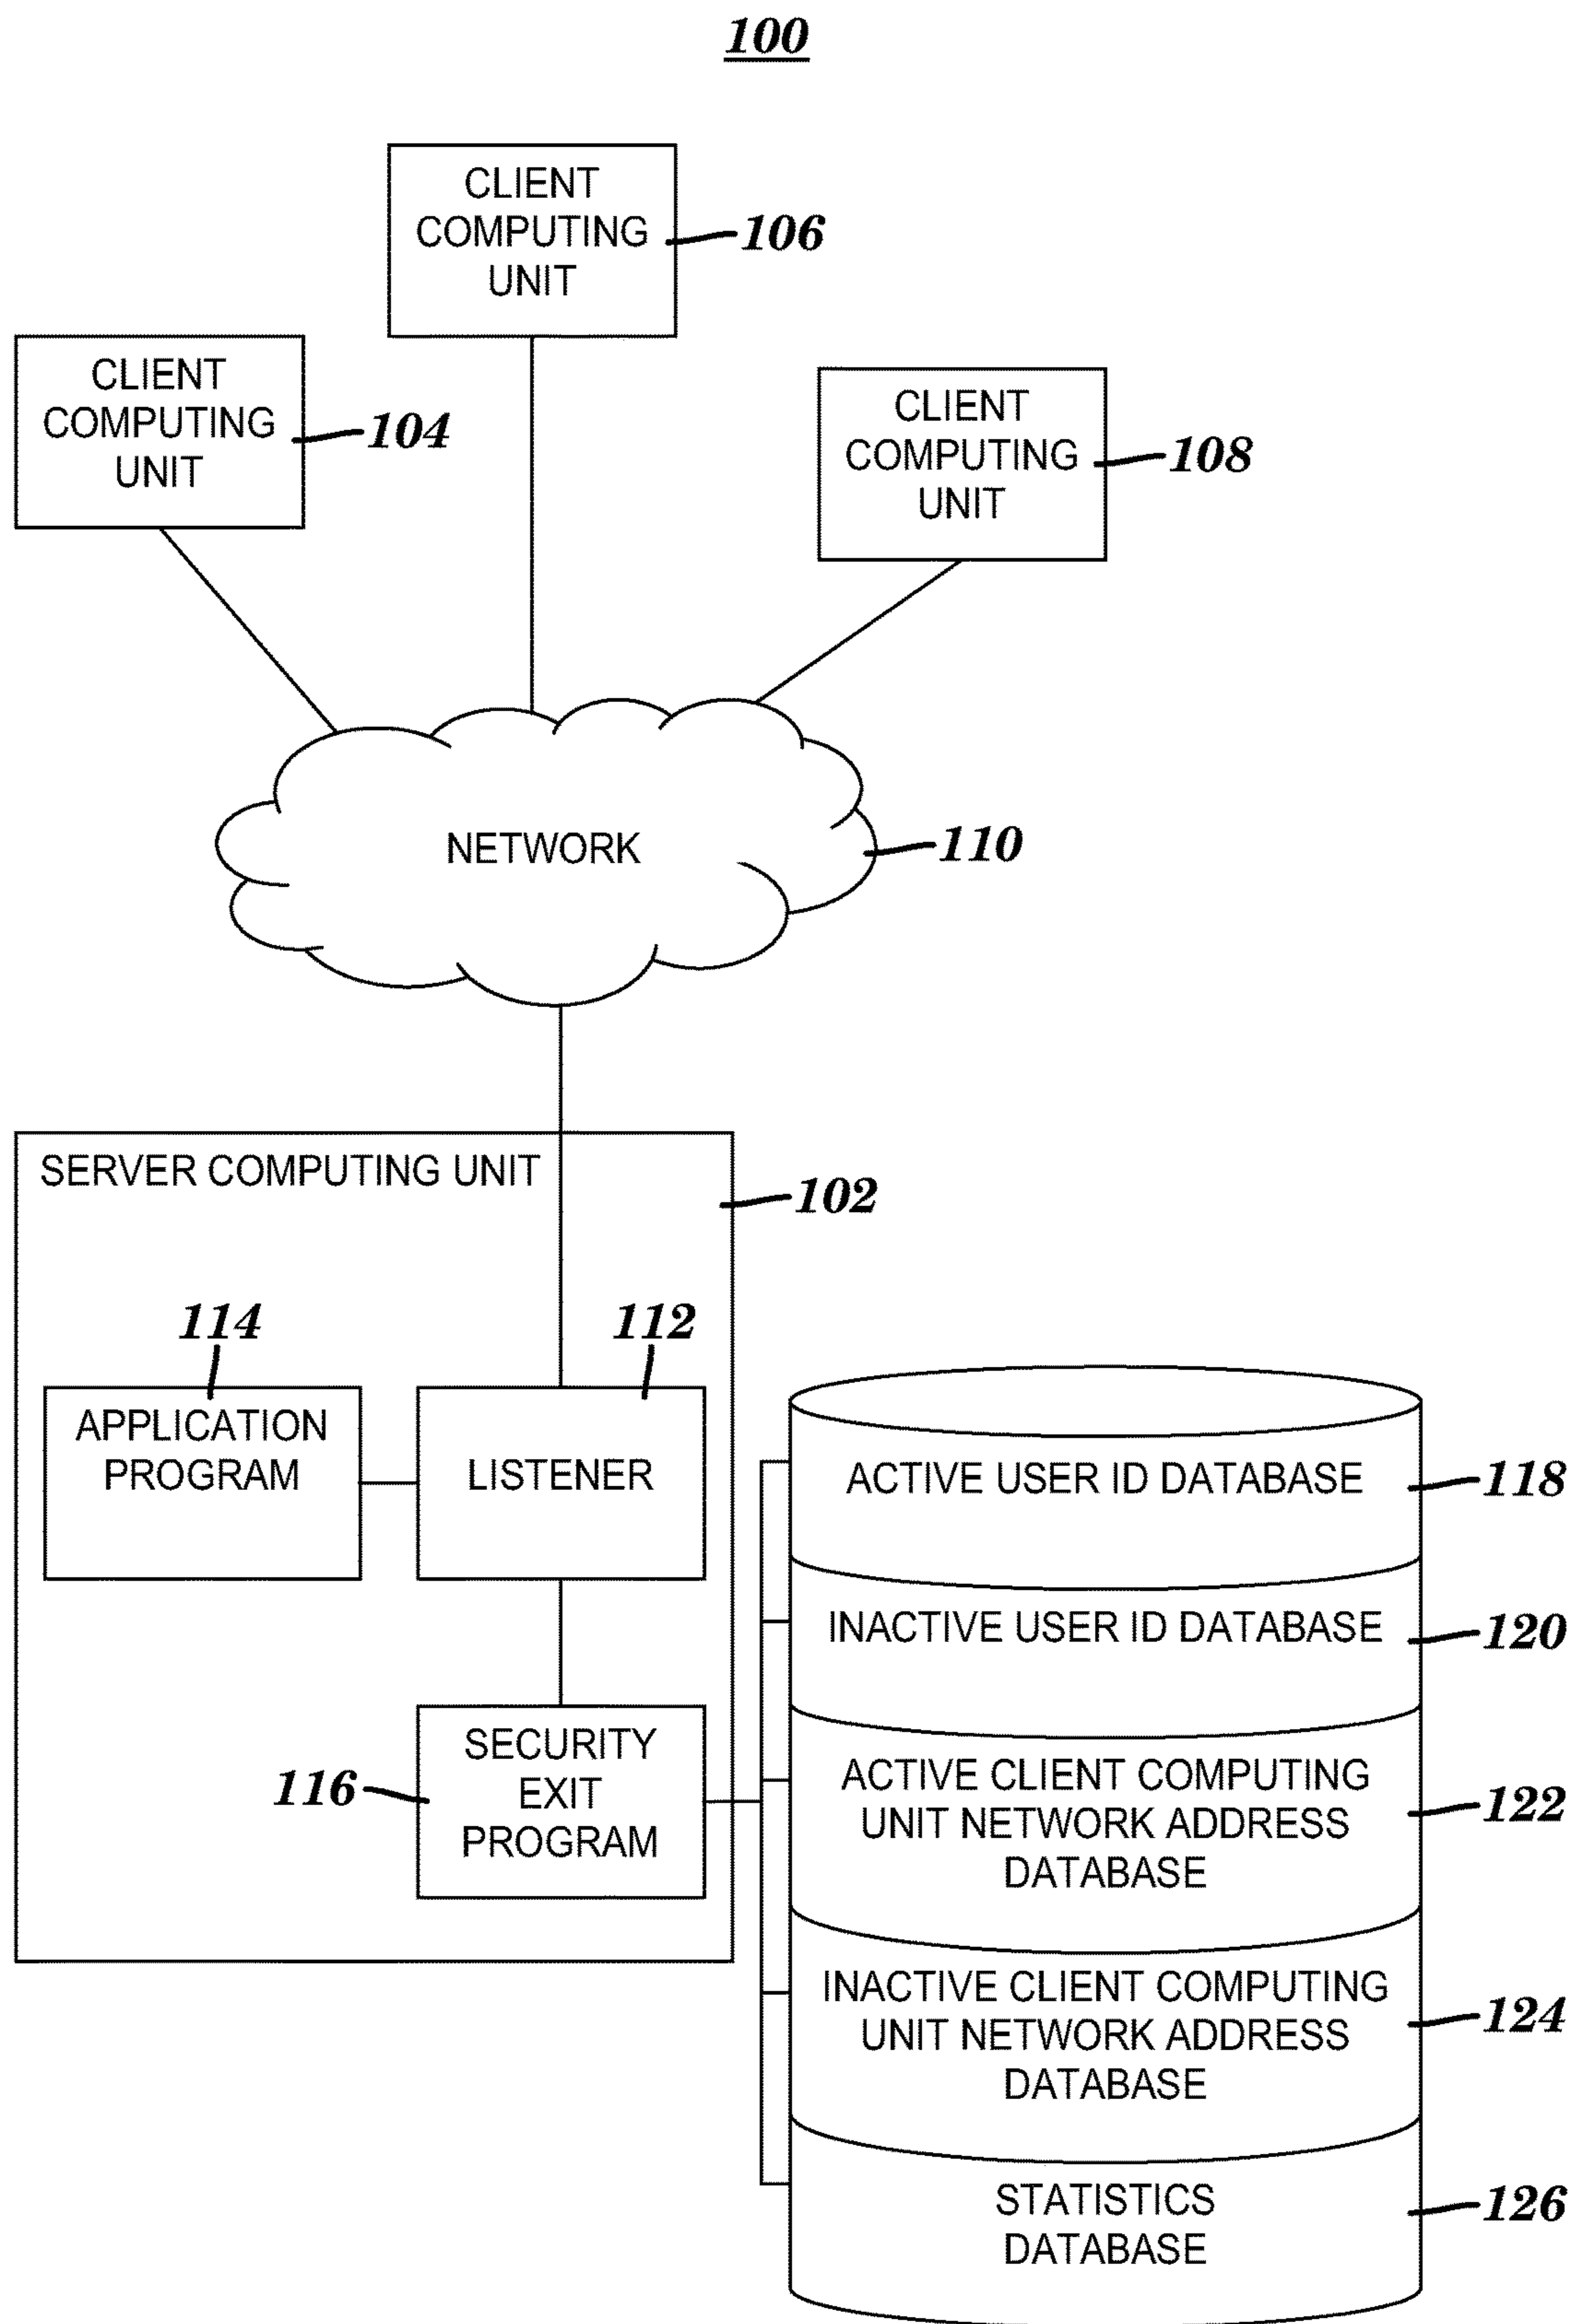 100
CLIENT
COMPUTING
UNIT
106
CLIENT
COMPUTING
UNIT
104
CLIENT
COMPUTING
UNIT
108
NETWORK
110
SERVER COMPUTING UNIT
102
114
112
APPLICATION
PROGRAM
LISTENER
SECURITY
EXIT
PROGRAM
116
ACTIVE USER ID DATABASE
118
INACTIVE USER ID DATABASE
120
ACTIVE CLIENT COMPUTING
UNIT NETWORK ADDRESS
DATABASE
122
INACTIVE CLIENT COMPUTING
UNIT NETWORK ADDRESS
DATABASE
124
STATISTICS
DATABASE
126